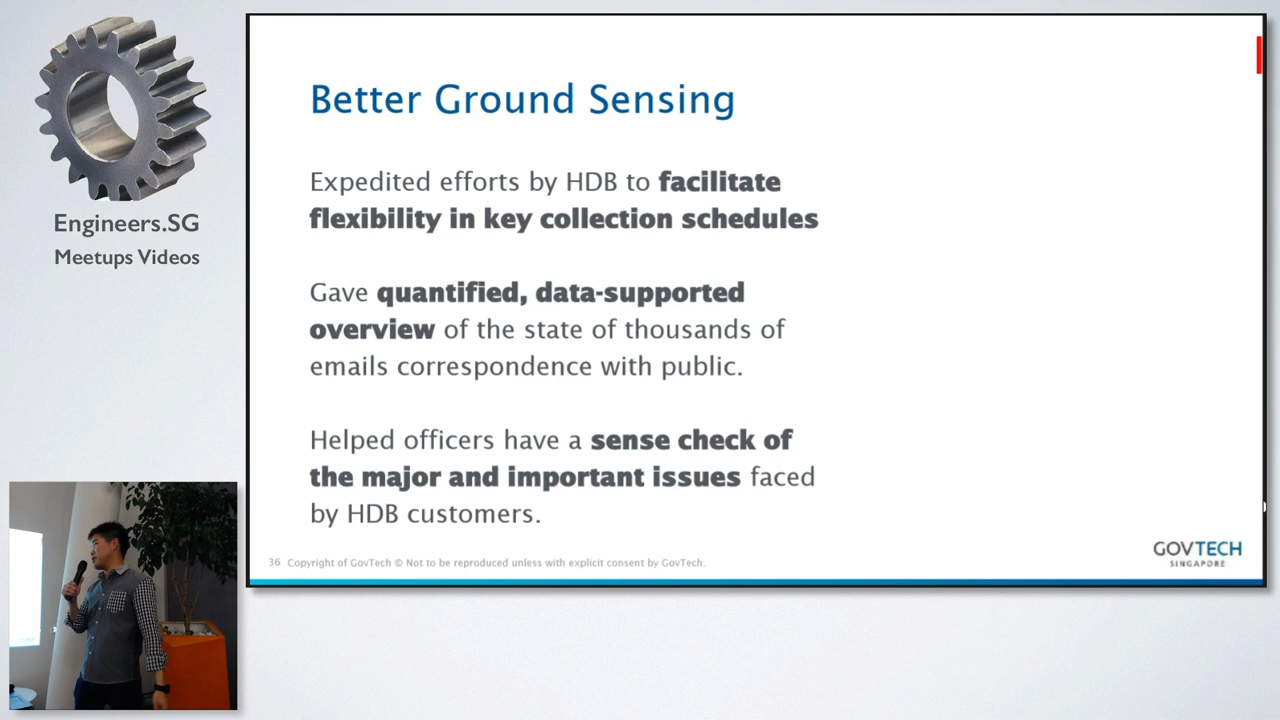 Engineers.SG
Meetups Videos
Better Ground Sensing
Expedited efforts by HDB to facilitate
flexibility in key collection schedules
Gave quantified, data-supported
overview of the state of thousands of
emails correspondence with public.
Helped officers have a sense check of
the major and important issues faced
by HDB customers.
36 Copyright of GovTech © Not to be reproduced unless with explicit consent by GovTech.
GOVTECH
SINGAPORE